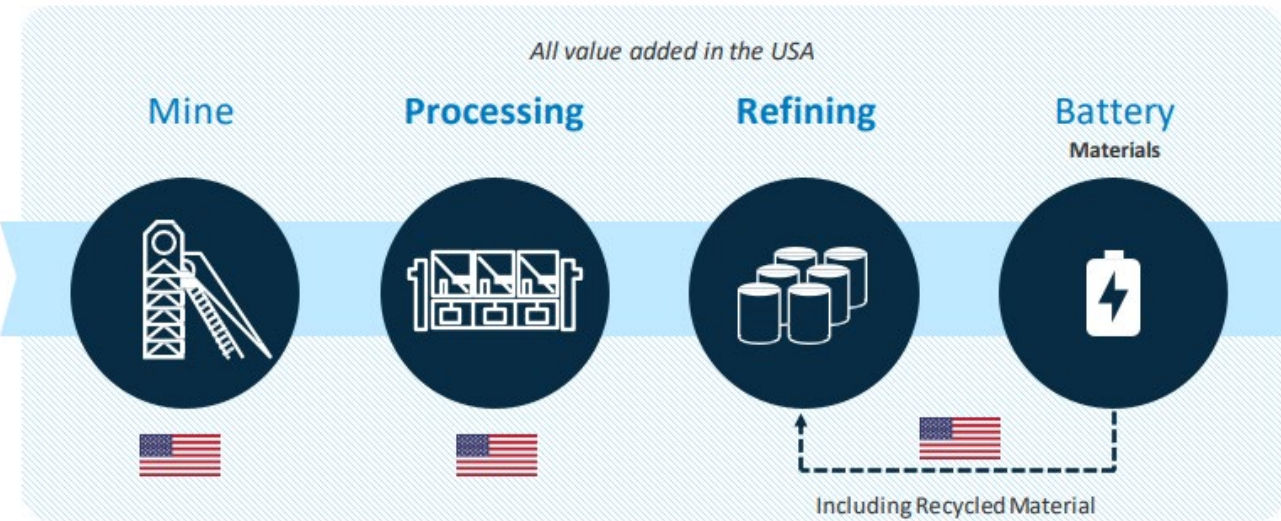 All value added in the USA
Mine
Processing
Refining
Battery
Materials
Including Recycled Material